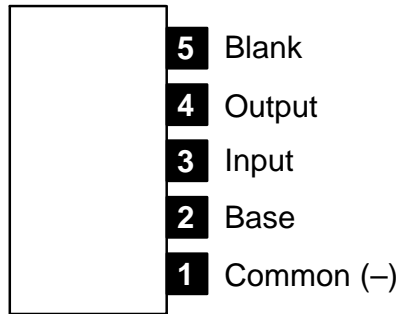 5 Blank
4 Output
3 Input
2 Base
1 Common (–)